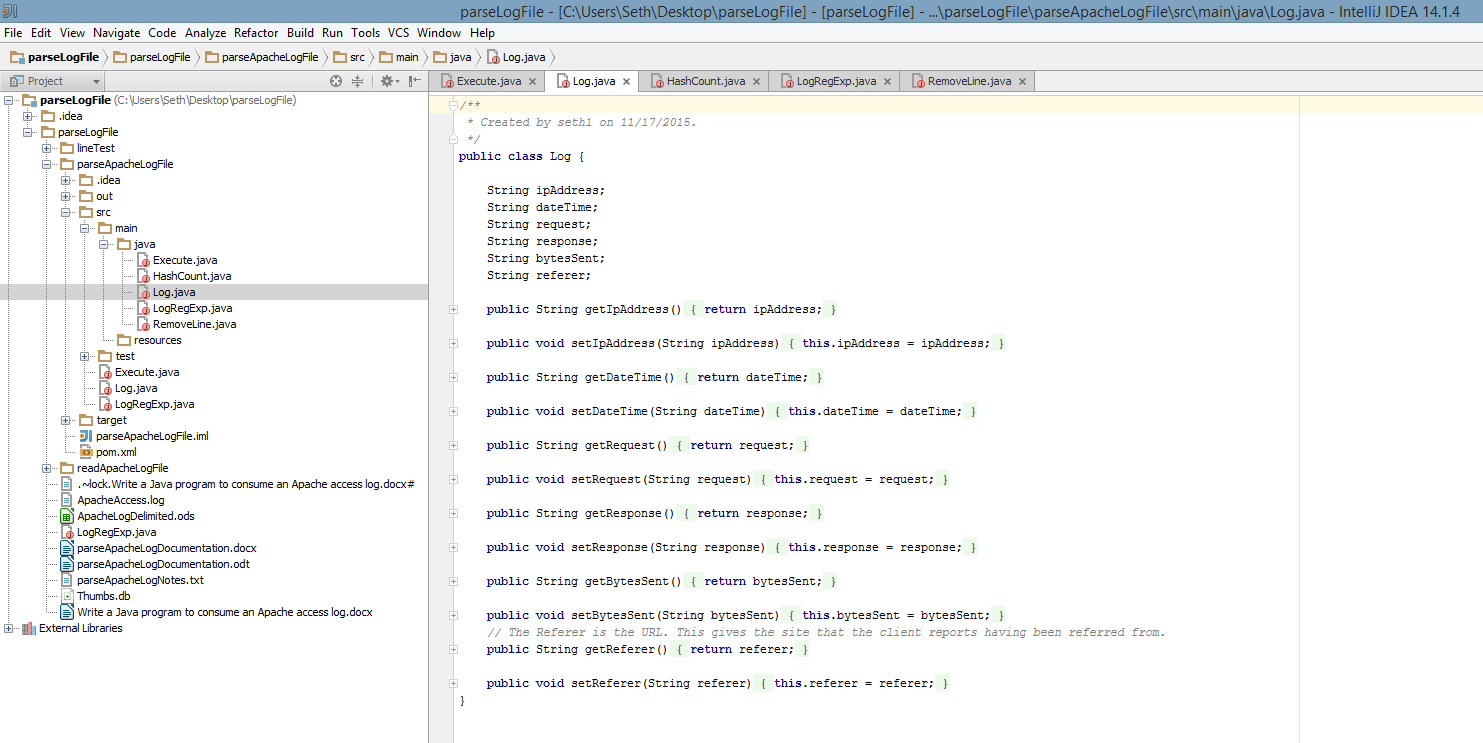 parseLogFile - [C:\Users\Seth\Desktop\parseLogFile] - [parseLogFile] - ...\parseLogFile\parseApacheLogFile\src\main\java\Log.java - IntelliJ IDEA 14.1.4
File Edit View Navigate Code Analyze Refactor Build Run Tools VCS Window Help
parseLogFile parseLogFile parseApacheLogFile src main java Log.java
Project
Execute.java Log.java HashCount.java LogRegExp.java RemoveLine.java
parseLogFile (C:\Users\Seth\Desktop\parseLogFile)
.idea
parseLogFile
lineTest
parseApacheLogFile
.idea
out
src
main
java
Execute.java
HashCount.java
Log.java
LogRegExp.java
RemoveLine.java
resources
test
Execute.java
Log.java
LogRegExp.java
target
parseApacheLogFile.iml
pom.xml
readApacheLogFile
.~lock.Write a Java program to consume an Apache access log.docx#
ApacheAccess.log
ApacheLogDelimited.ods
LogRegExp.java
parseApacheLogDocumentation.docx
parseApacheLogDocumentation.odt
parseApacheLogNotes.txt
Thumbs.db
Write a Java program to consume an Apache access log.docx
External Libraries
/**
* Created by seth1 on 11/17/2015.
*/
public class Log {
String ipAddress;
String dateTime;
String request;
String response;
String bytesSent;
String referer;
public String getIpAddress() { return ipAddress; }
public void setIpAddress(String ipAddress) { this.ipAddress = ipAddress; }
public String getDateTime() { return dateTime; }
public void setDateTime(String dateTime) { this.dateTime = dateTime; }
public String getRequest() { return request; }
public void setRequest(String request) { this.request = request; }
public String getResponse() { return response; }
public void setResponse(String response) { this.response = response; }
public String getBytesSent() { return bytesSent; }
public void setBytesSent(String bytesSent) { this.bytesSent = bytesSent; }
// The Referer is the URL. This gives the site that the client reports having been referred from.
public String getReferer() { return referer; }
public void setReferer(String referer) { this.referer = referer; }
}